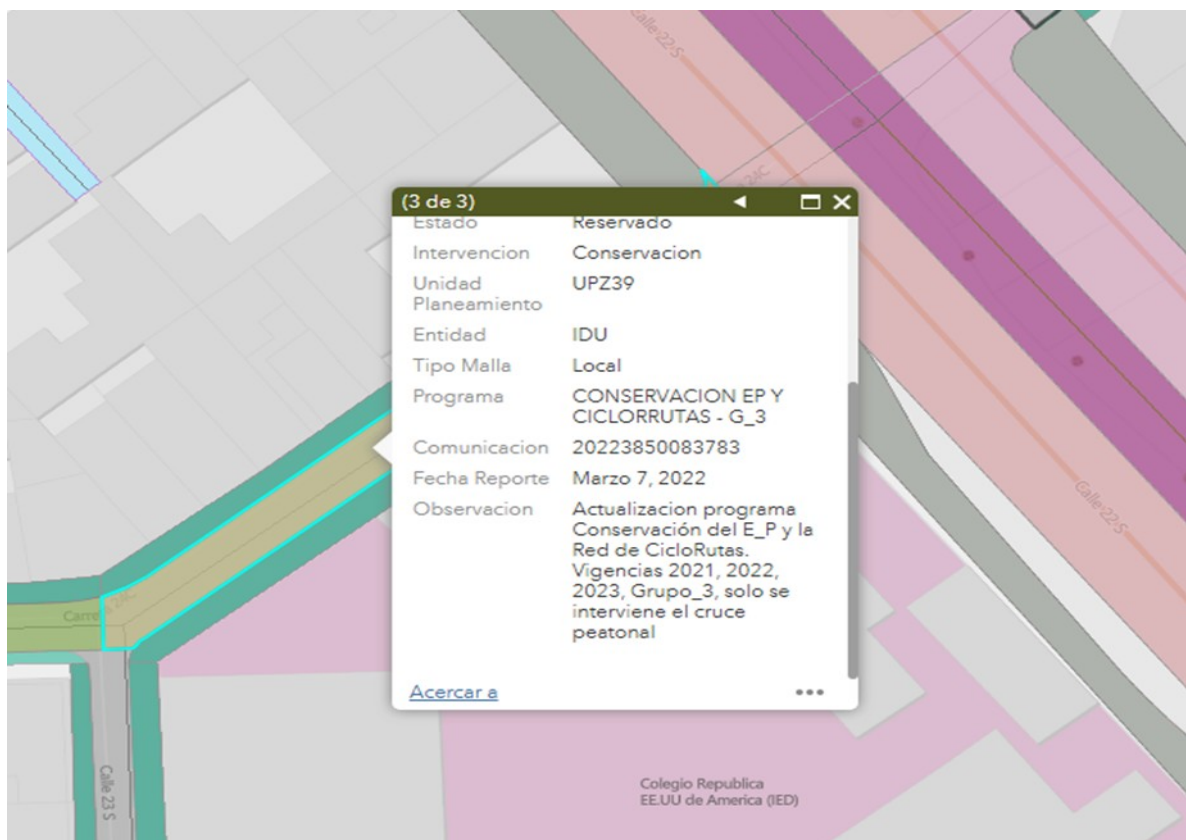 Calle 22 S
24C
(3 de 3)
Estado Reservado
Intervencion Conservacion
Unidad UPZ39
Planeamiento
Entidad IDU
Tipo Malla Local
Programa CONSERVACION EP Y
CICLORRUTAS - G_3
Comunicacion 20223850083783
Fecha Reporte Marzo 7, 2022
Observacion Actualizacion programa
Conservación del E_P y la
Red de CicloRutas.
Vigencias 2021, 2022,
2023, Grupo_3, solo se
interviene el cruce
peatonal
Acercar a
Calle 22 S
Carrera 24C
Calle 23 S
Colegio Republica
EE.UU de America (IED)